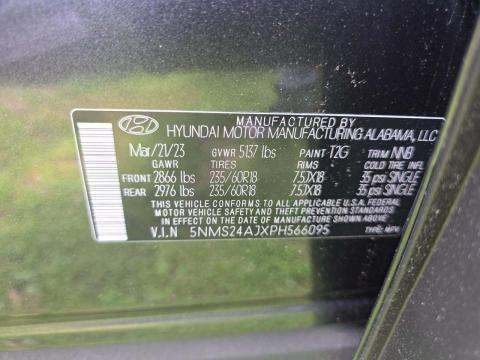 MANUFACTURED BY
HYUNDAI MOTOR MANUFACTURING ALABAMA, LLC
Mar/21/23 GVWR 5137 lbs PAINT T2G TRIM NNB
GAWR TIRES RIMS COLD TIRE INFL
FRONT 2866 lbs 235/60R18 7.5JX18 35 psi SINGLE
REAR 2976 lbs 235/60R18 7.5JX18 35 psi SINGLE
THIS VEHICLE CONFORMS TO ALL APPLICABLE U.S.A FEDERAL
MOTOR VEHICLE SAFETY STANDARDS IN EFFECT ON THE
DATE OF MANUFACTURE SHOWN ABOVE.
V.I.N 5NMS24AJXPH566095 TYPE: MPV